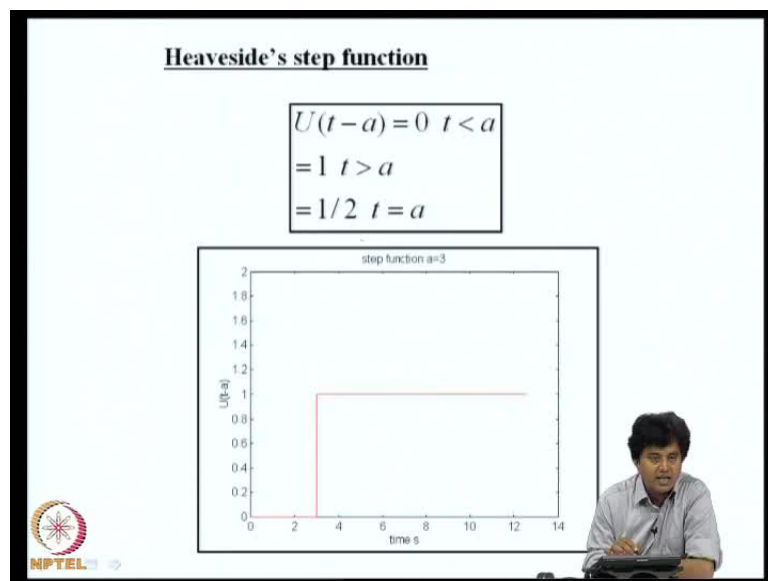 Heaveside's step function
U(t − a) = 0 t < a
= 1 t > a
= 1/2 t = a
step function a=3
2
1.8
1.6
1.4
1.2
1
0.8
0.6
0.4
0.2
0
U(t-a)
0 2 4 6 8 10 12 14
time s
NPTEL